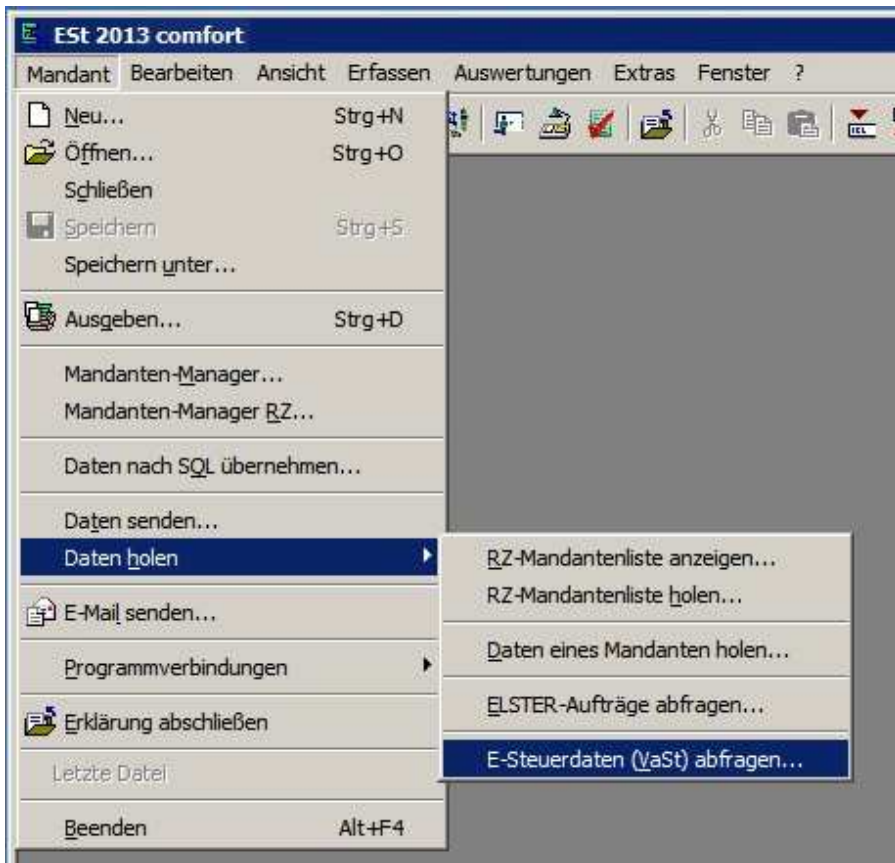 ESt 2013 comfort
Mandant Bearbeiten Ansicht Erfassen Auswertungen Extras Fenster ?
Neu... Strg+N
Öffnen... Strg+O
Schließen
Speichern Strg+S
Speichern unter...
Ausgeben... Strg+D
Mandanten-Manager...
Mandanten-Manager RZ...
Daten nach SQL übernehmen...
Daten senden...
Daten holen
E-Mail senden...
Programmverbindungen
Erklärung abschließen
Letzte Datei
Beenden Alt+F4
RZ-Mandantenliste anzeigen...
RZ-Mandantenliste holen...
Daten eines Mandanten holen...
ELSTER-Aufträge abfragen...
E-Steuerdaten (VaSt) abfragen...